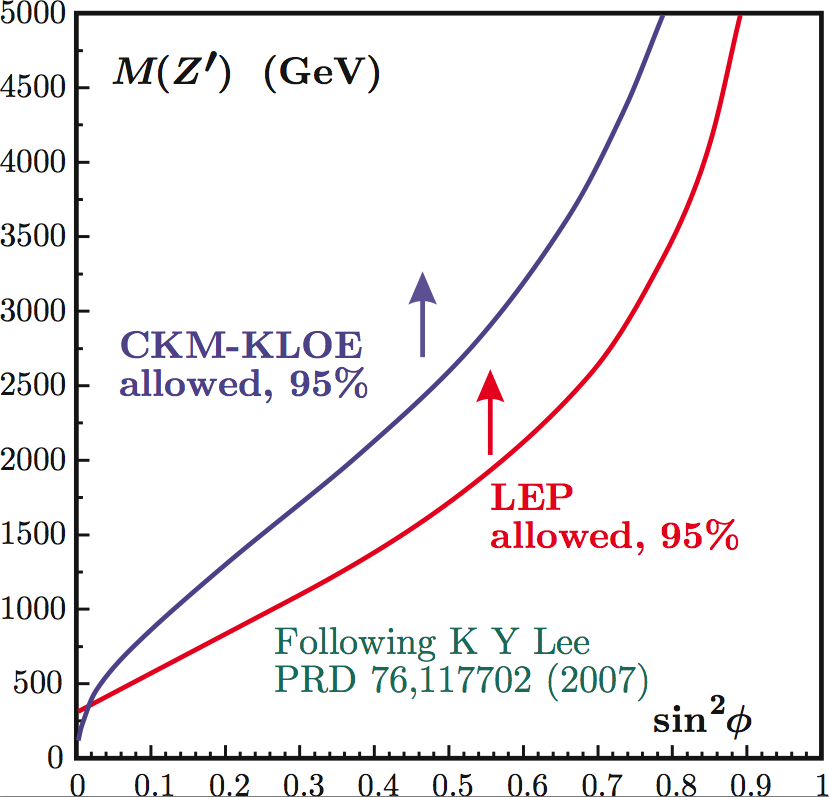 5000
M(Z′) (GeV)
4500
4000
3500
3000
CKM-KLOE
allowed, 95%
2500
2000
LEP
allowed, 95%
1500
1000
Following K Y Lee
PRD 76,117702 (2007)
500
sin²ϕ
0
0 0.1 0.2 0.3 0.4 0.5 0.6 0.7 0.8 0.9 1